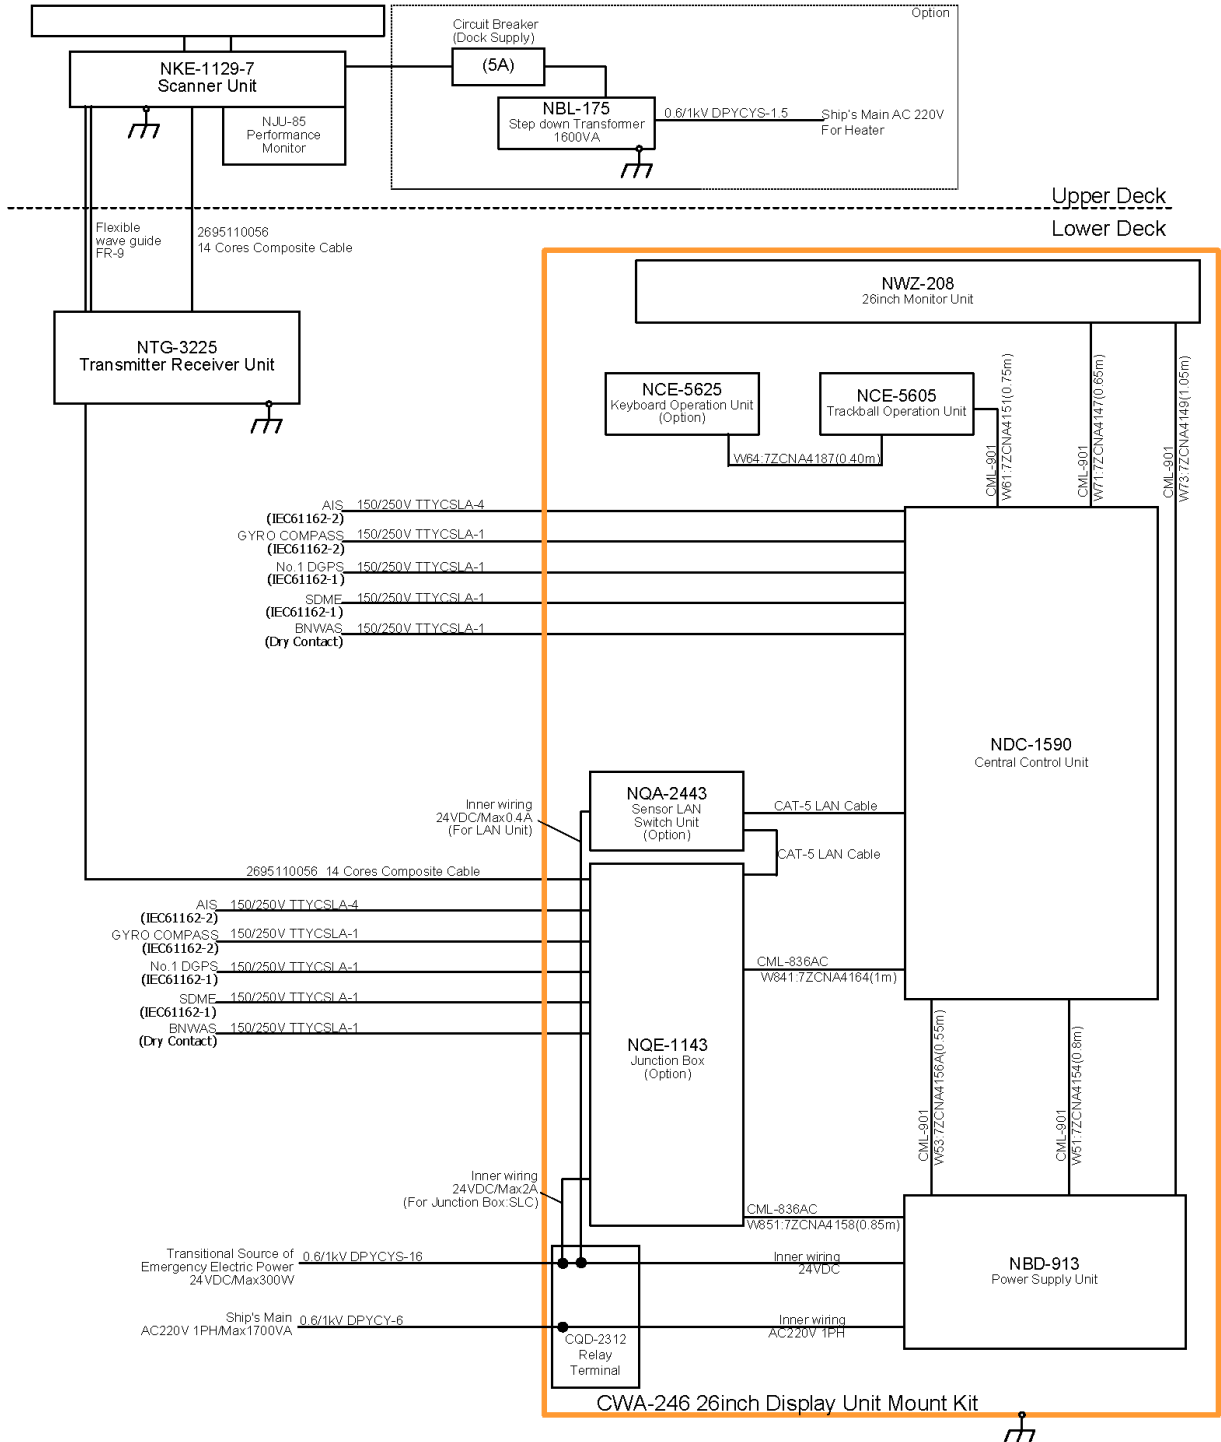 Option
Circuit Breaker
(Dock Supply)
(5A)
NKE-1129-7
Scanner Unit
NJU-85
Performance
Monitor
NBL-175
Step down Transformer
1600VA
0.6/1kV DPYCYS-1.5
Ship's Main AC 220V
For Heater
Upper Deck
Lower Deck
Flexible
wave guide
FR-9
2695110056
14 Cores Composite Cable
NWZ-208
26inch Monitor Unit
NTG-3225
Transmitter Receiver Unit
NCE-5625
Keyboard Operation Unit
(Option)
NCE-5605
Trackball Operation Unit
W64:7ZCNA4187(0.40m)
CML-901
W61:7ZCNA4151(0.75m)
CML-901
W71:7ZCNA4147(0.65m)
CML-901
W73:7ZCNA4149(1.05m)
AIS 150/250V TTYCSLA-4
(IEC61162-2)
GYRO COMPASS 150/250V TTYCSLA-1
(IEC61162-2)
No.1 DGPS 150/250V TTYCSLA-1
(IEC61162-1)
SDME 150/250V TTYCSLA-1
(IEC61162-1)
BNWAS 150/250V TTYCSLA-1
(Dry Contact)
NDC-1590
Central Control Unit
NQA-2443
Sensor LAN
Switch Unit
(Option)
CAT-5 LAN Cable
CAT-5 LAN Cable
Inner wiring
24VDC/Max0.4A
(For LAN Unit)
2695110056 14 Cores Composite Cable
AIS 150/250V TTYCSLA-4
(IEC61162-2)
GYRO COMPASS 150/250V TTYCSLA-1
(IEC61162-2)
No.1 DGPS 150/250V TTYCSLA-1
(IEC61162-1)
SDME 150/250V TTYCSLA-1
(IEC61162-1)
BNWAS 150/250V TTYCSLA-1
(Dry Contact)
CML-836AC
W841:7ZCNA4164(1m)
NQE-1143
Junction Box
(Option)
CML-901
W53:7ZCNA4156A(0.55m)
CML-901
W51:7ZCNA4154(0.8m)
Inner wiring
24VDC/Max2A
(For Junction Box:SLC)
CML-836AC
W851:7ZCNA4158(0.85m)
Transitional Source of
Emergency Electric Power
24VDC/Max300W
0.6/1kV DPYCYS-16
Inner wiring
24VDC
NBD-913
Power Supply Unit
Ship's Main
AC220V 1PH/Max1700VA
0.6/1kV DPYCY-6
Inner wiring
AC220V 1PH
CQD-2312
Relay
Terminal
CWA-246 26inch Display Unit Mount Kit